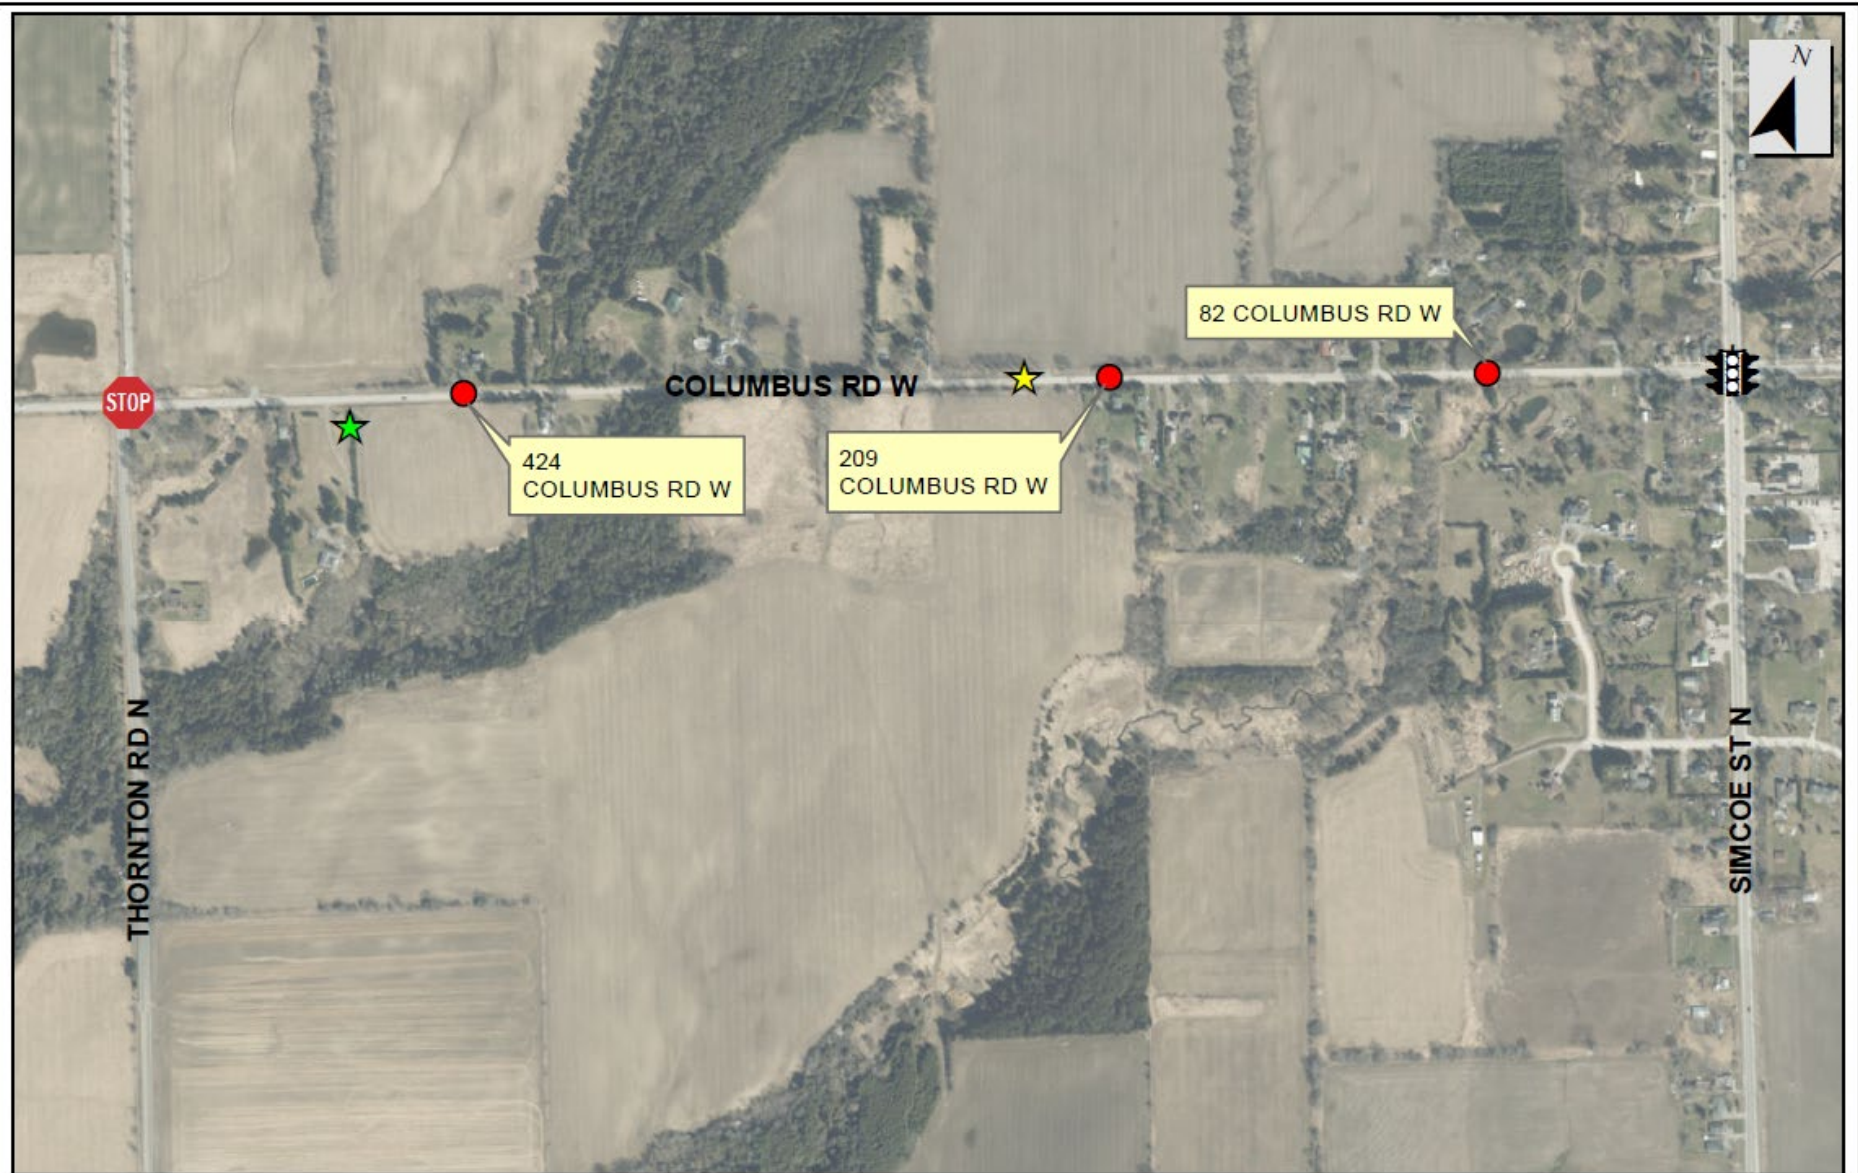 N
82 COLUMBUS RD W
COLUMBUS RD W
STOP
424
COLUMBUS RD W
209
COLUMBUS RD W
THORNTON RD N
SIMCOE ST N